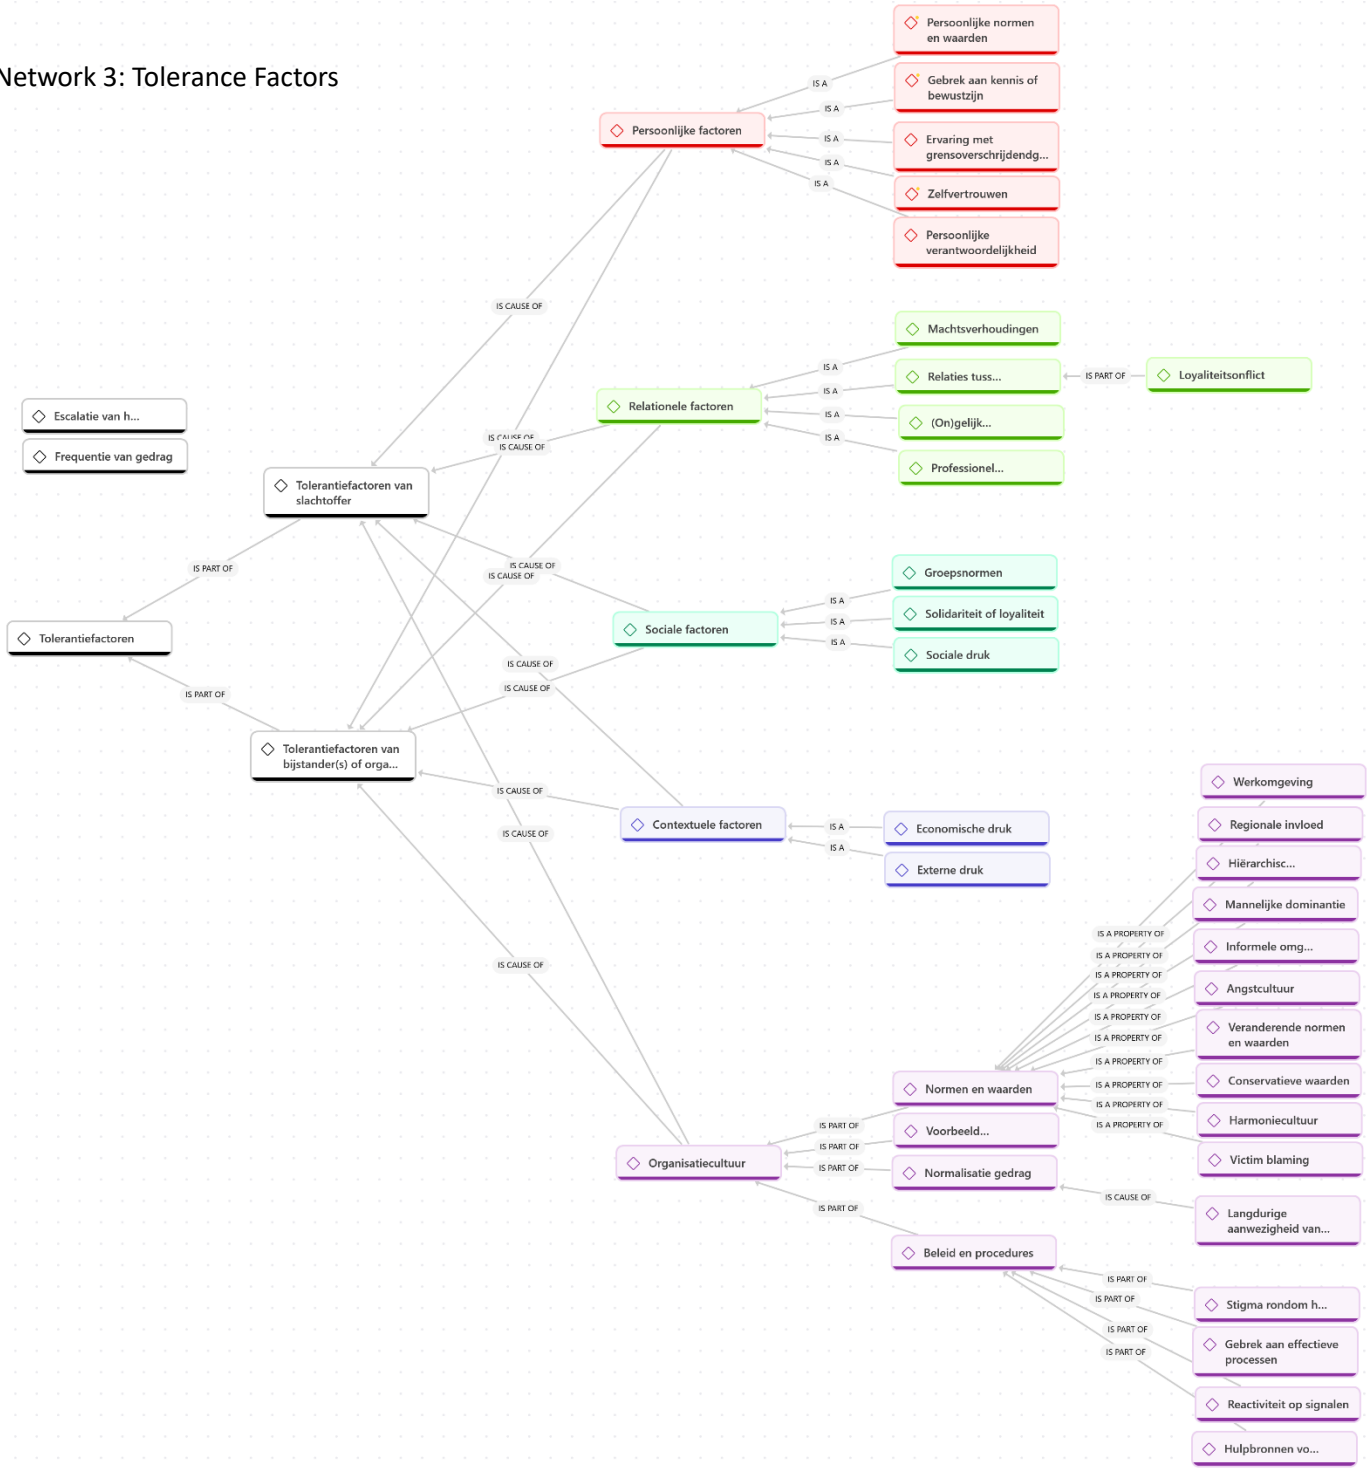 Network 3: Tolerance Factors
Persoonlijke normen
en waarden
Gebrek aan kennis of
bewustzijn
Ervaring met
grensoverschrijdendg...
Zelfvertrouwen
Persoonlijke
verantwoordelijkheid
IS A
IS A
IS A
IS A
IS A
Persoonlijke factoren
IS CAUSE OF
Machtsverhoudingen
Relaties tuss...
IS PART OF
Loyaliteitsonflict
(On)gelijk...
Professionel...
IS A
IS A
IS A
IS A
Relationele factoren
Escalatie van h...
Frequentie van gedrag
IS CAUSE OF
IS CAUSE OF
Tolerantiefactoren van
slachtoffer
IS PART OF
IS CAUSE OF
IS CAUSE OF
Groepsnormen
Solidariteit of loyaliteit
Sociale druk
IS A
IS A
IS A
Sociale factoren
Tolerantiefactoren
IS CAUSE OF
IS CAUSE OF
IS PART OF
Tolerantiefactoren van
bijstander(s) of orga...
IS CAUSE OF
IS CAUSE OF
Contextuele factoren
IS A
IS A
Economische druk
Externe druk
Werkomgeving
Regionale invloed
Hiërarchisc...
Mannelijke dominantie
Informele omg...
Angstcultuur
Veranderende normen
en waarden
Conservatieve waarden
Harmoniecultuur
Victim blaming
IS A PROPERTY OF
IS A PROPERTY OF
IS A PROPERTY OF
IS A PROPERTY OF
IS A PROPERTY OF
IS A PROPERTY OF
IS A PROPERTY OF
IS A PROPERTY OF
IS A PROPERTY OF
IS A PROPERTY OF
IS CAUSE OF
Normen en waarden
Voorbeeld...
Normalisatie gedrag
IS PART OF
IS PART OF
IS PART OF
IS PART OF
Organisatiecultuur
IS CAUSE OF
Langdurige
aanwezigheid van...
Beleid en procedures
IS PART OF
IS PART OF
IS PART OF
IS PART OF
Stigma rondom h...
Gebrek aan effectieve
processen
Reactiviteit op signalen
Hulpbronnen vo...